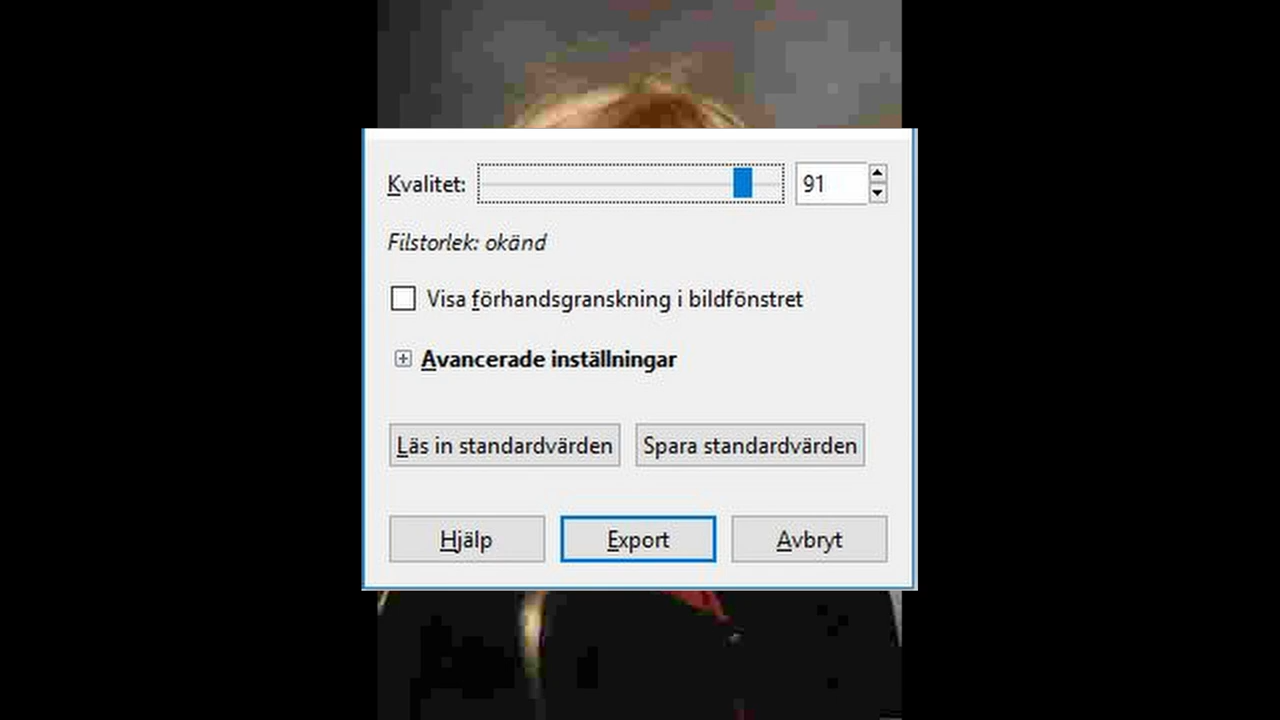 Kvalitet: 91
Filstorlek: okänd
Visa förhandsgranskning i bildfönstret
Avancerade inställningar
Läs in standardvärden Spara standardvärden
Hjälp Export Avbryt